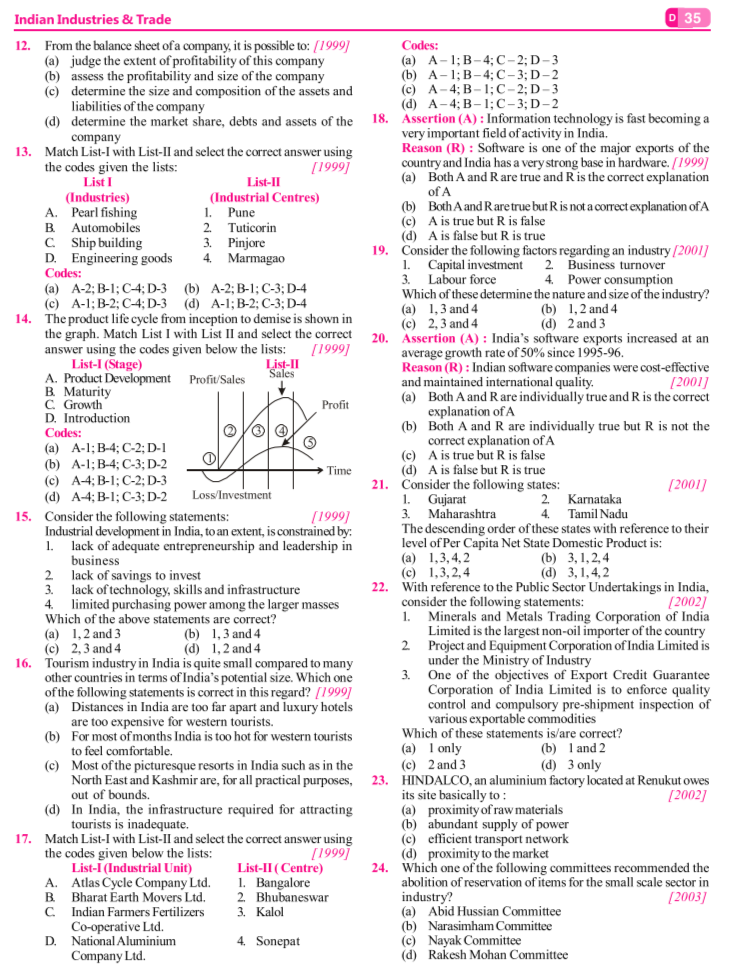 Indian Industries & Trade
D 35
12. From the balance sheet of a company, it is possible to: [1999]
(a) judge the extent of profitability of this company
(b) assess the profitability and size of the company
(c) determine the size and composition of the assets and
liabilities of the company
(d) determine the market share, debts and assets of the
company
13. Match List-I with List-II and select the correct answer using
the codes given the lists: [1999]
List I List-II
(Industries) (Industrial Centres)
A. Pearl fishing 1. Pune
B. Automobiles 2. Tuticorin
C. Ship building 3. Pinjore
D. Engineering goods 4. Marmagao
Codes:
(a) A-2; B-1; C-4; D-3 (b) A-2; B-1; C-3; D-4
(c) A-1; B-2; C-4; D-3 (d) A-1; B-2; C-3; D-4
14. The product life cycle from inception to demise is shown in
the graph. Match List I with List II and select the correct
answer using the codes given below the lists: [1999]
List-I (Stage) List-II
A. Product Development
B. Maturity
C. Growth
D. Introduction
Codes:
(a) A-1; B-4; C-2; D-1
(b) A-1; B-4; C-3; D-2
(c) A-4; B-1; C-2; D-3
(d) A-4; B-1; C-3; D-2
Profit/Sales
Sales
Profit
1
2
3
4
5
Time
Loss/Investment
15. Consider the following statements: [1999]
Industrial development in India, to an extent, is constrained by:
1. lack of adequate entrepreneurship and leadership in
business
2. lack of savings to invest
3. lack of technology, skills and infrastructure
4. limited purchasing power among the larger masses
Which of the above statements are correct?
(a) 1, 2 and 3 (b) 1, 3 and 4
(c) 2, 3 and 4 (d) 1, 2 and 4
16. Tourism industry in India is quite small compared to many
other countries in terms of India's potential size. Which one
of the following statements is correct in this regard? [1999]
(a) Distances in India are too far apart and luxury hotels
are too expensive for western tourists.
(b) For most of months India is too hot for western tourists
to feel comfortable.
(c) Most of the picturesque resorts in India such as in the
North East and Kashmir are, for all practical purposes,
out of bounds.
(d) In India, the infrastructure required for attracting
tourists is inadequate.
17. Match List-I with List-II and select the correct answer using
the codes given below the lists: [1999]
List-I (Industrial Unit) List-II ( Centre)
A. Atlas Cycle Company Ltd. 1. Bangalore
B. Bharat Earth Movers Ltd. 2. Bhubaneswar
C. Indian Farmers Fertilizers 3. Kalol
Co-operative Ltd.
D. National Aluminium 4. Sonepat
Company Ltd.
Codes:
(a) A – 1; B – 4; C – 2; D – 3
(b) A – 1; B – 4; C – 3; D – 2
(c) A – 4; B – 1; C – 2; D – 3
(d) A – 4; B – 1; C – 3; D – 2
18. Assertion (A) : Information technology is fast becoming a
very important field of activity in India.
Reason (R) : Software is one of the major exports of the
country and India has a very strong base in hardware. [1999]
(a) Both A and R are true and R is the correct explanation
of A
(b) Both A and R are true but R is not a correct explanation of A
(c) A is true but R is false
(d) A is false but R is true
19. Consider the following factors regarding an industry [2001]
1. Capital investment 2. Business turnover
3. Labour force 4. Power consumption
Which of these determine the nature and size of the industry?
(a) 1, 3 and 4 (b) 1, 2 and 4
(c) 2, 3 and 4 (d) 2 and 3
20. Assertion (A) : India's software exports increased at an
average growth rate of 50% since 1995-96.
Reason (R) : Indian software companies were cost-effective
and maintained international quality. [2001]
(a) Both A and R are individually true and R is the correct
explanation of A
(b) Both A and R are individually true but R is not the
correct explanation of A
(c) A is true but R is false
(d) A is false but R is true
21. Consider the following states: [2001]
1. Gujarat 2. Karnataka
3. Maharashtra 4. Tamil Nadu
The descending order of these states with reference to their
level of Per Capita Net State Domestic Product is:
(a) 1, 3, 4, 2 (b) 3, 1, 2, 4
(c) 1, 3, 2, 4 (d) 3, 1, 4, 2
22. With reference to the Public Sector Undertakings in India,
consider the following statements: [2002]
1. Minerals and Metals Trading Corporation of India
Limited is the largest non-oil importer of the country
2. Project and Equipment Corporation of India Limited is
under the Ministry of Industry
3. One of the objectives of Export Credit Guarantee
Corporation of India Limited is to enforce quality
control and compulsory pre-shipment inspection of
various exportable commodities
Which of these statements is/are correct?
(a) 1 only (b) 1 and 2
(c) 2 and 3 (d) 3 only
23. HINDALCO, an aluminium factory located at Renukut owes
its site basically to : [2002]
(a) proximity of raw materials
(b) abundant supply of power
(c) efficient transport network
(d) proximity to the market
24. Which one of the following committees recommended the
abolition of reservation of items for the small scale sector in
industry? [2003]
(a) Abid Hussian Committee
(b) Narasimham Committee
(c) Nayak Committee
(d) Rakesh Mohan Committee